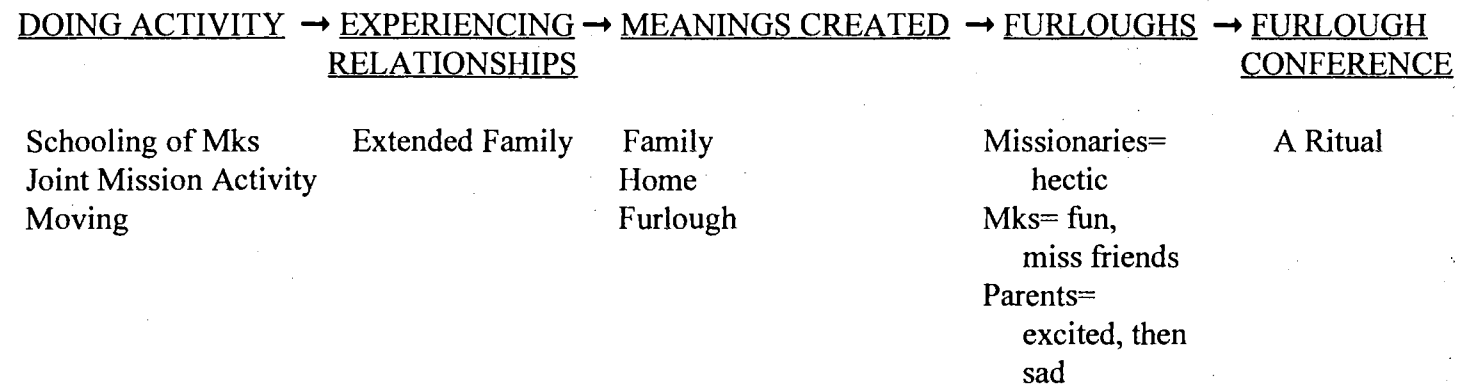 DOING ACTIVITY → EXPERIENCING → MEANINGS CREATED → FURLOUGHS → FURLOUGH
RELATIONSHIPS CONFERENCE
Schooling of Mks Extended Family Family Missionaries= A Ritual
Joint Mission Activity Home hectic
Moving Furlough Mks= fun,
miss friends
Parents=
excited, then
sad